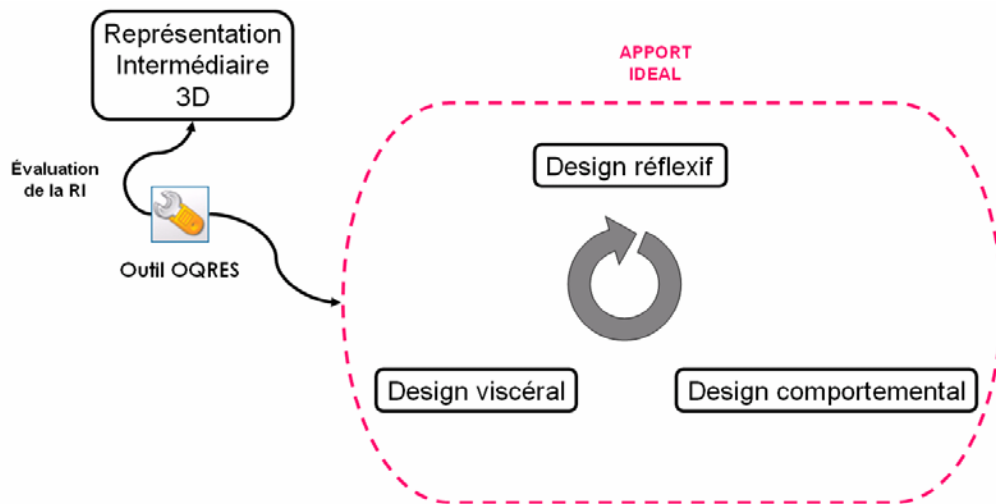 Représentation
Intermédiaire
3D
APPORT
IDEAL
Évaluation
de la RI
Design réflexif
Outil OQRES
Design viscéral
Design comportemental